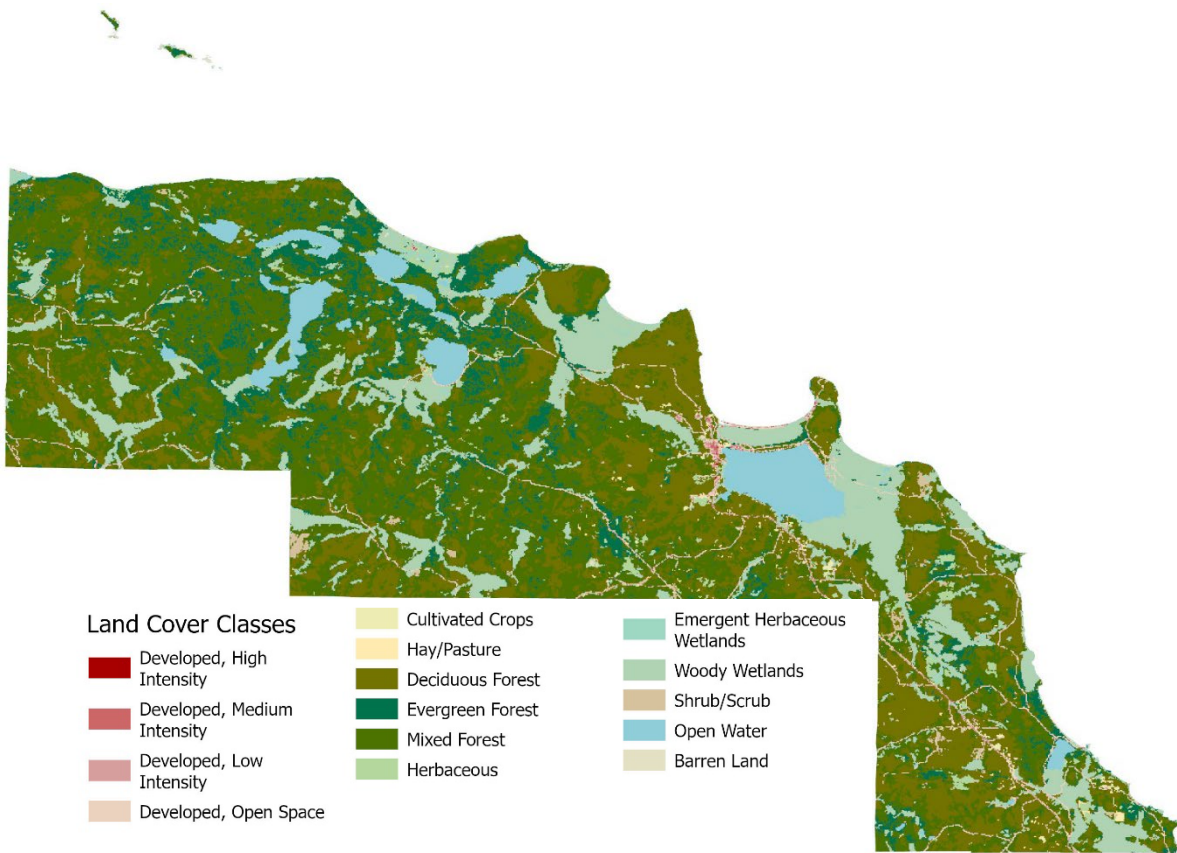 Land Cover Classes
Developed, High
Intensity
Developed, Medium
Intensity
Developed, Low
Intensity
Developed, Open Space
Cultivated Crops
Hay/Pasture
Deciduous Forest
Evergreen Forest
Mixed Forest
Herbaceous
Emergent Herbaceous
Wetlands
Woody Wetlands
Shrub/Scrub
Open Water
Barren Land